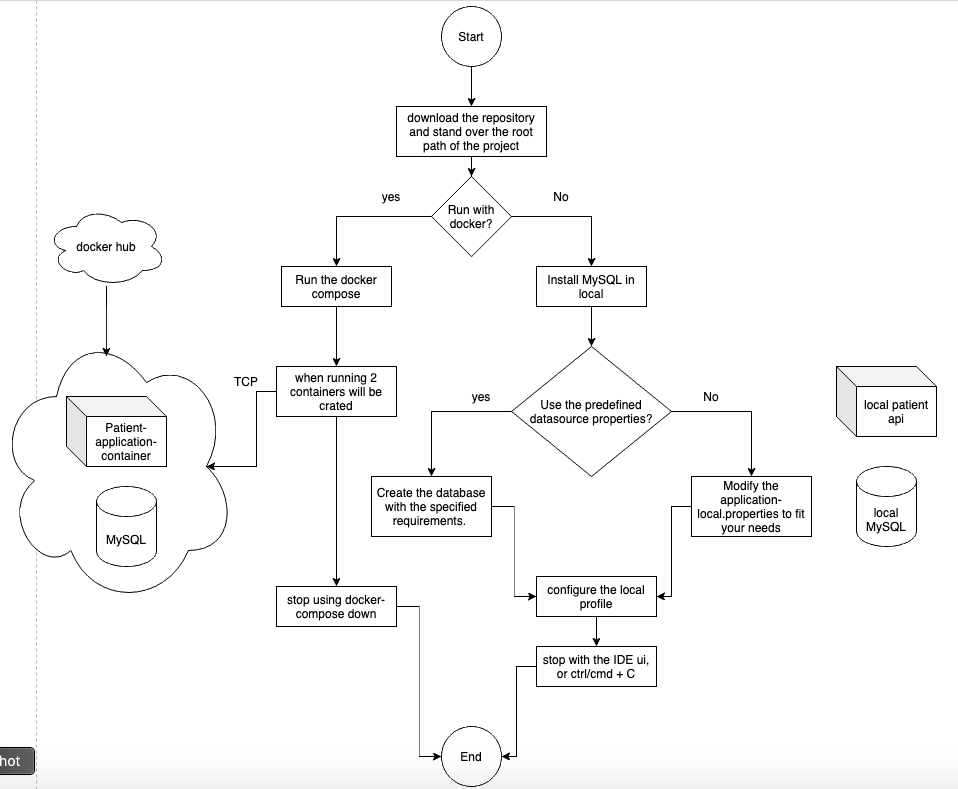 Start
download the repository
and stand over the root
path of the project
yes
No
Run with
docker?
docker hub
Run the docker
compose
Install MySQL in
local
TCP
when running 2
containers will be
crated
yes
No
Use the predefined
datasource properties?
local patient
api
Patient-
application-
container
MySQL
Create the database
with the specified
requirements.
Modify the
application-
local.properties to fit
your needs
local
MySQL
stop using docker-
compose down
configure the local
profile
stop with the IDE ui,
or ctrl/cmd + C
End
hot